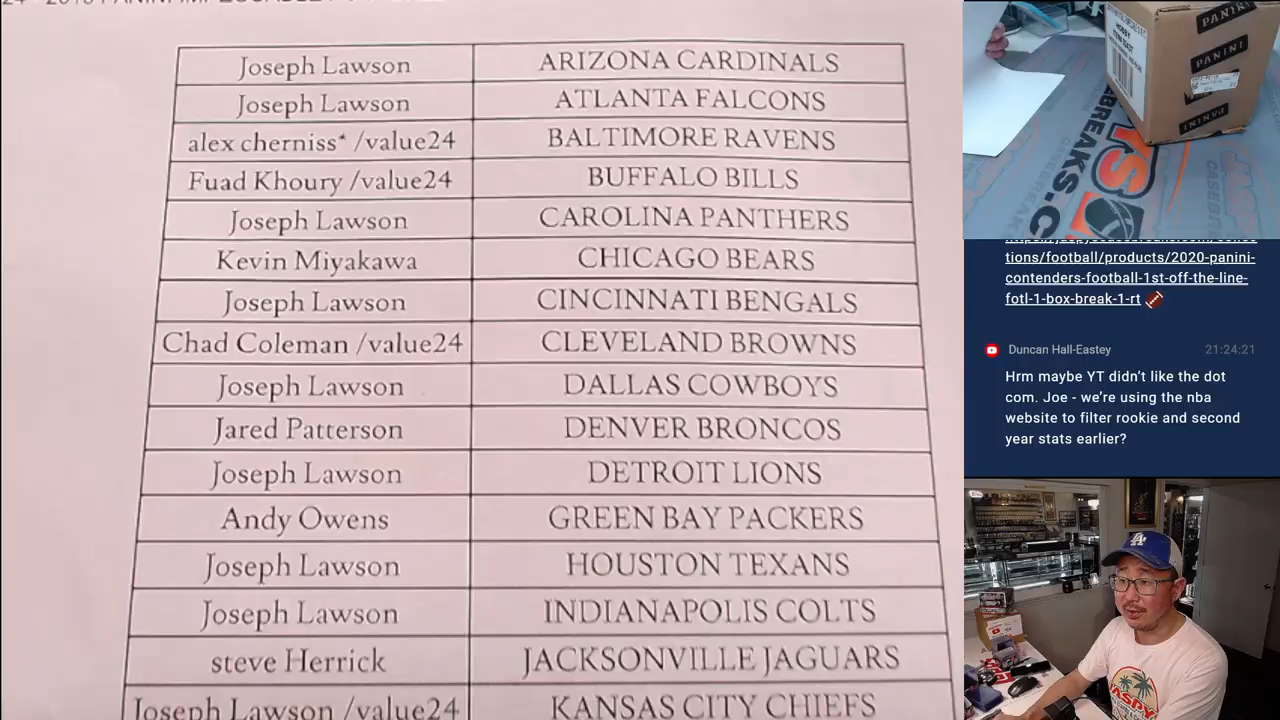 Joseph Lawson ARIZONA CARDINALS
Joseph Lawson ATLANTA FALCONS
alex cherniss* /value24 BALTIMORE RAVENS
Fuad Khoury /value24 BUFFALO BILLS
Joseph Lawson CAROLINA PANTHERS
Kevin Miyakawa CHICAGO BEARS
Joseph Lawson CINCINNATI BENGALS
Chad Coleman /value24 CLEVELAND BROWNS
Joseph Lawson DALLAS COWBOYS
Jared Patterson DENVER BRONCOS
Joseph Lawson DETROIT LIONS
Andy Owens GREEN BAY PACKERS
Joseph Lawson HOUSTON TEXANS
Joseph Lawson INDIANAPOLIS COLTS
steve Herrick JACKSONVILLE JAGUARS
Joseph Lawson /value24 KANSAS CITY CHIEFS
PANINI
PANINI
PANINI
HOBBY
tions/football/products/2020-panini-
contenders-football-1st-off-the-line-
fotl-1-box-break-1-rt
Duncan Hall-Eastey 21:24:21
Hrm maybe YT didn't like the dot
com. Joe - we're using the nba
website to filter rookie and second
year stats earlier?